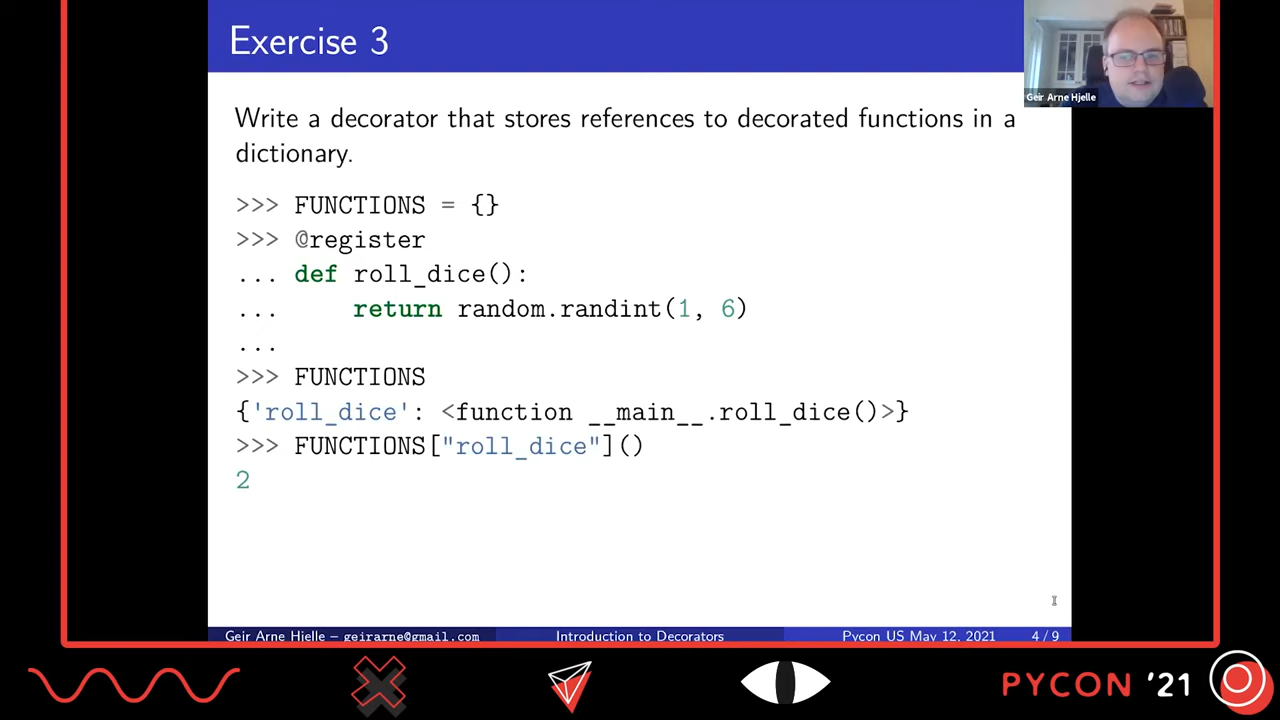 Exercise 3
Geir Arne Hjelle
Write a decorator that stores references to decorated functions in a
dictionary.
>>> FUNCTIONS = {}
>>> @register
... def roll_dice():
...     return random.randint(1, 6)
...
>>> FUNCTIONS
{'roll_dice': <function __main__.roll_dice()>}
>>> FUNCTIONS["roll_dice"]()
2
Geir Arne Hjelle – geirarne@gmail.com Introduction to Decorators Pycon US May 12, 2021 4 / 9
PYCON '21